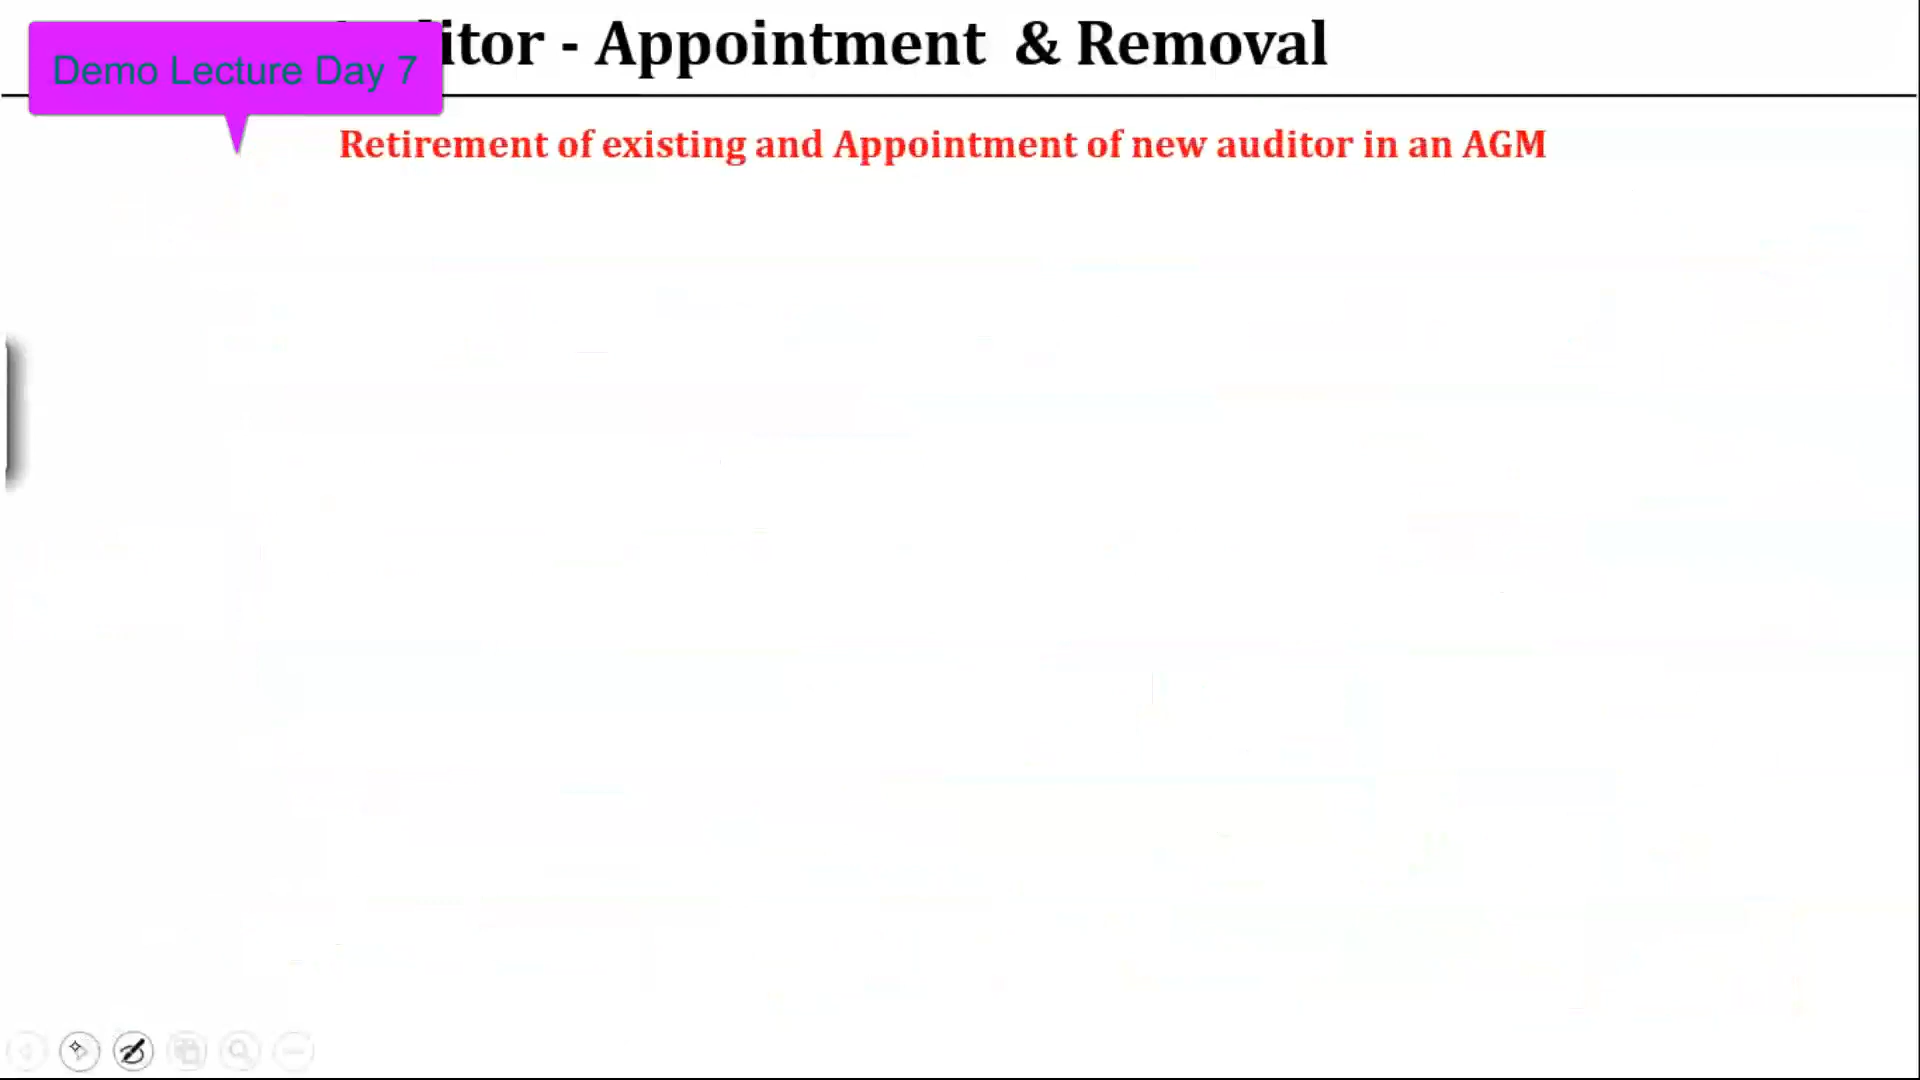 itor - Appointment & Removal
Demo Lecture Day 7
Retirement of existing and Appointment of new auditor in an AGM